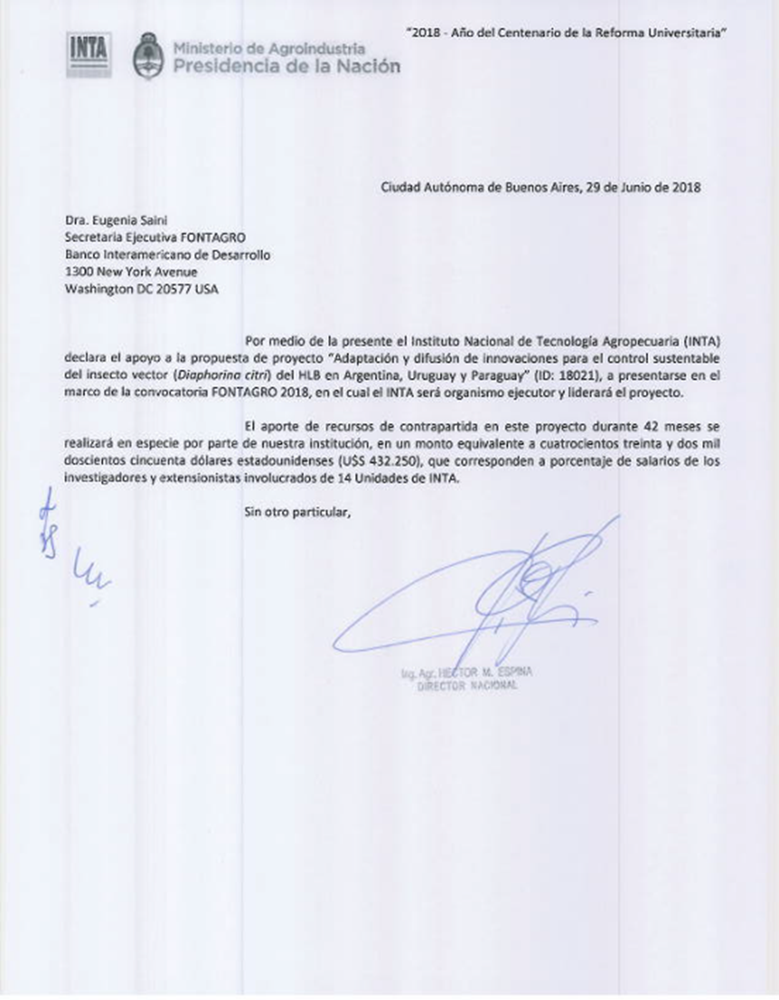 "2018 - Año del Centenario de la Reforma Universitaria"
INTA
Ministerio de Agroindustria
Presidencia de la Nación
Ciudad Autónoma de Buenos Aires, 29 de Junio de 2018
Dra. Eugenia Saini
Secretaria Ejecutiva FONTAGRO
Banco Interamericano de Desarrollo
1300 New York Avenue
Washington DC 20577 USA
Por medio de la presente el Instituto Nacional de Tecnología Agropecuaria (INTA)
declara el apoyo a la propuesta de proyecto "Adaptación y difusión de innovaciones para el control sustentable
del insecto vector (Diaphorina citri) del HLB en Argentina, Uruguay y Paraguay" (ID: 18021), a presentarse en el
marco de la convocatoria FONTAGRO 2018, en el cual el INTA será organismo ejecutor y liderará el proyecto.
El aporte de recursos de contrapartida en este proyecto durante 42 meses se
realizará en especie por parte de nuestra institución, en un monto equivalente a cuatrocientos treinta y dos mil
doscientos cincuenta dólares estadounidenses (U$S 432.250), que corresponden a porcentaje de salarios de los
investigadores y extensionistas involucrados de 14 Unidades de INTA.
Sin otro particular,
Ing. Agr. HECTOR M. ESPINA
DIRECTOR NACIONAL